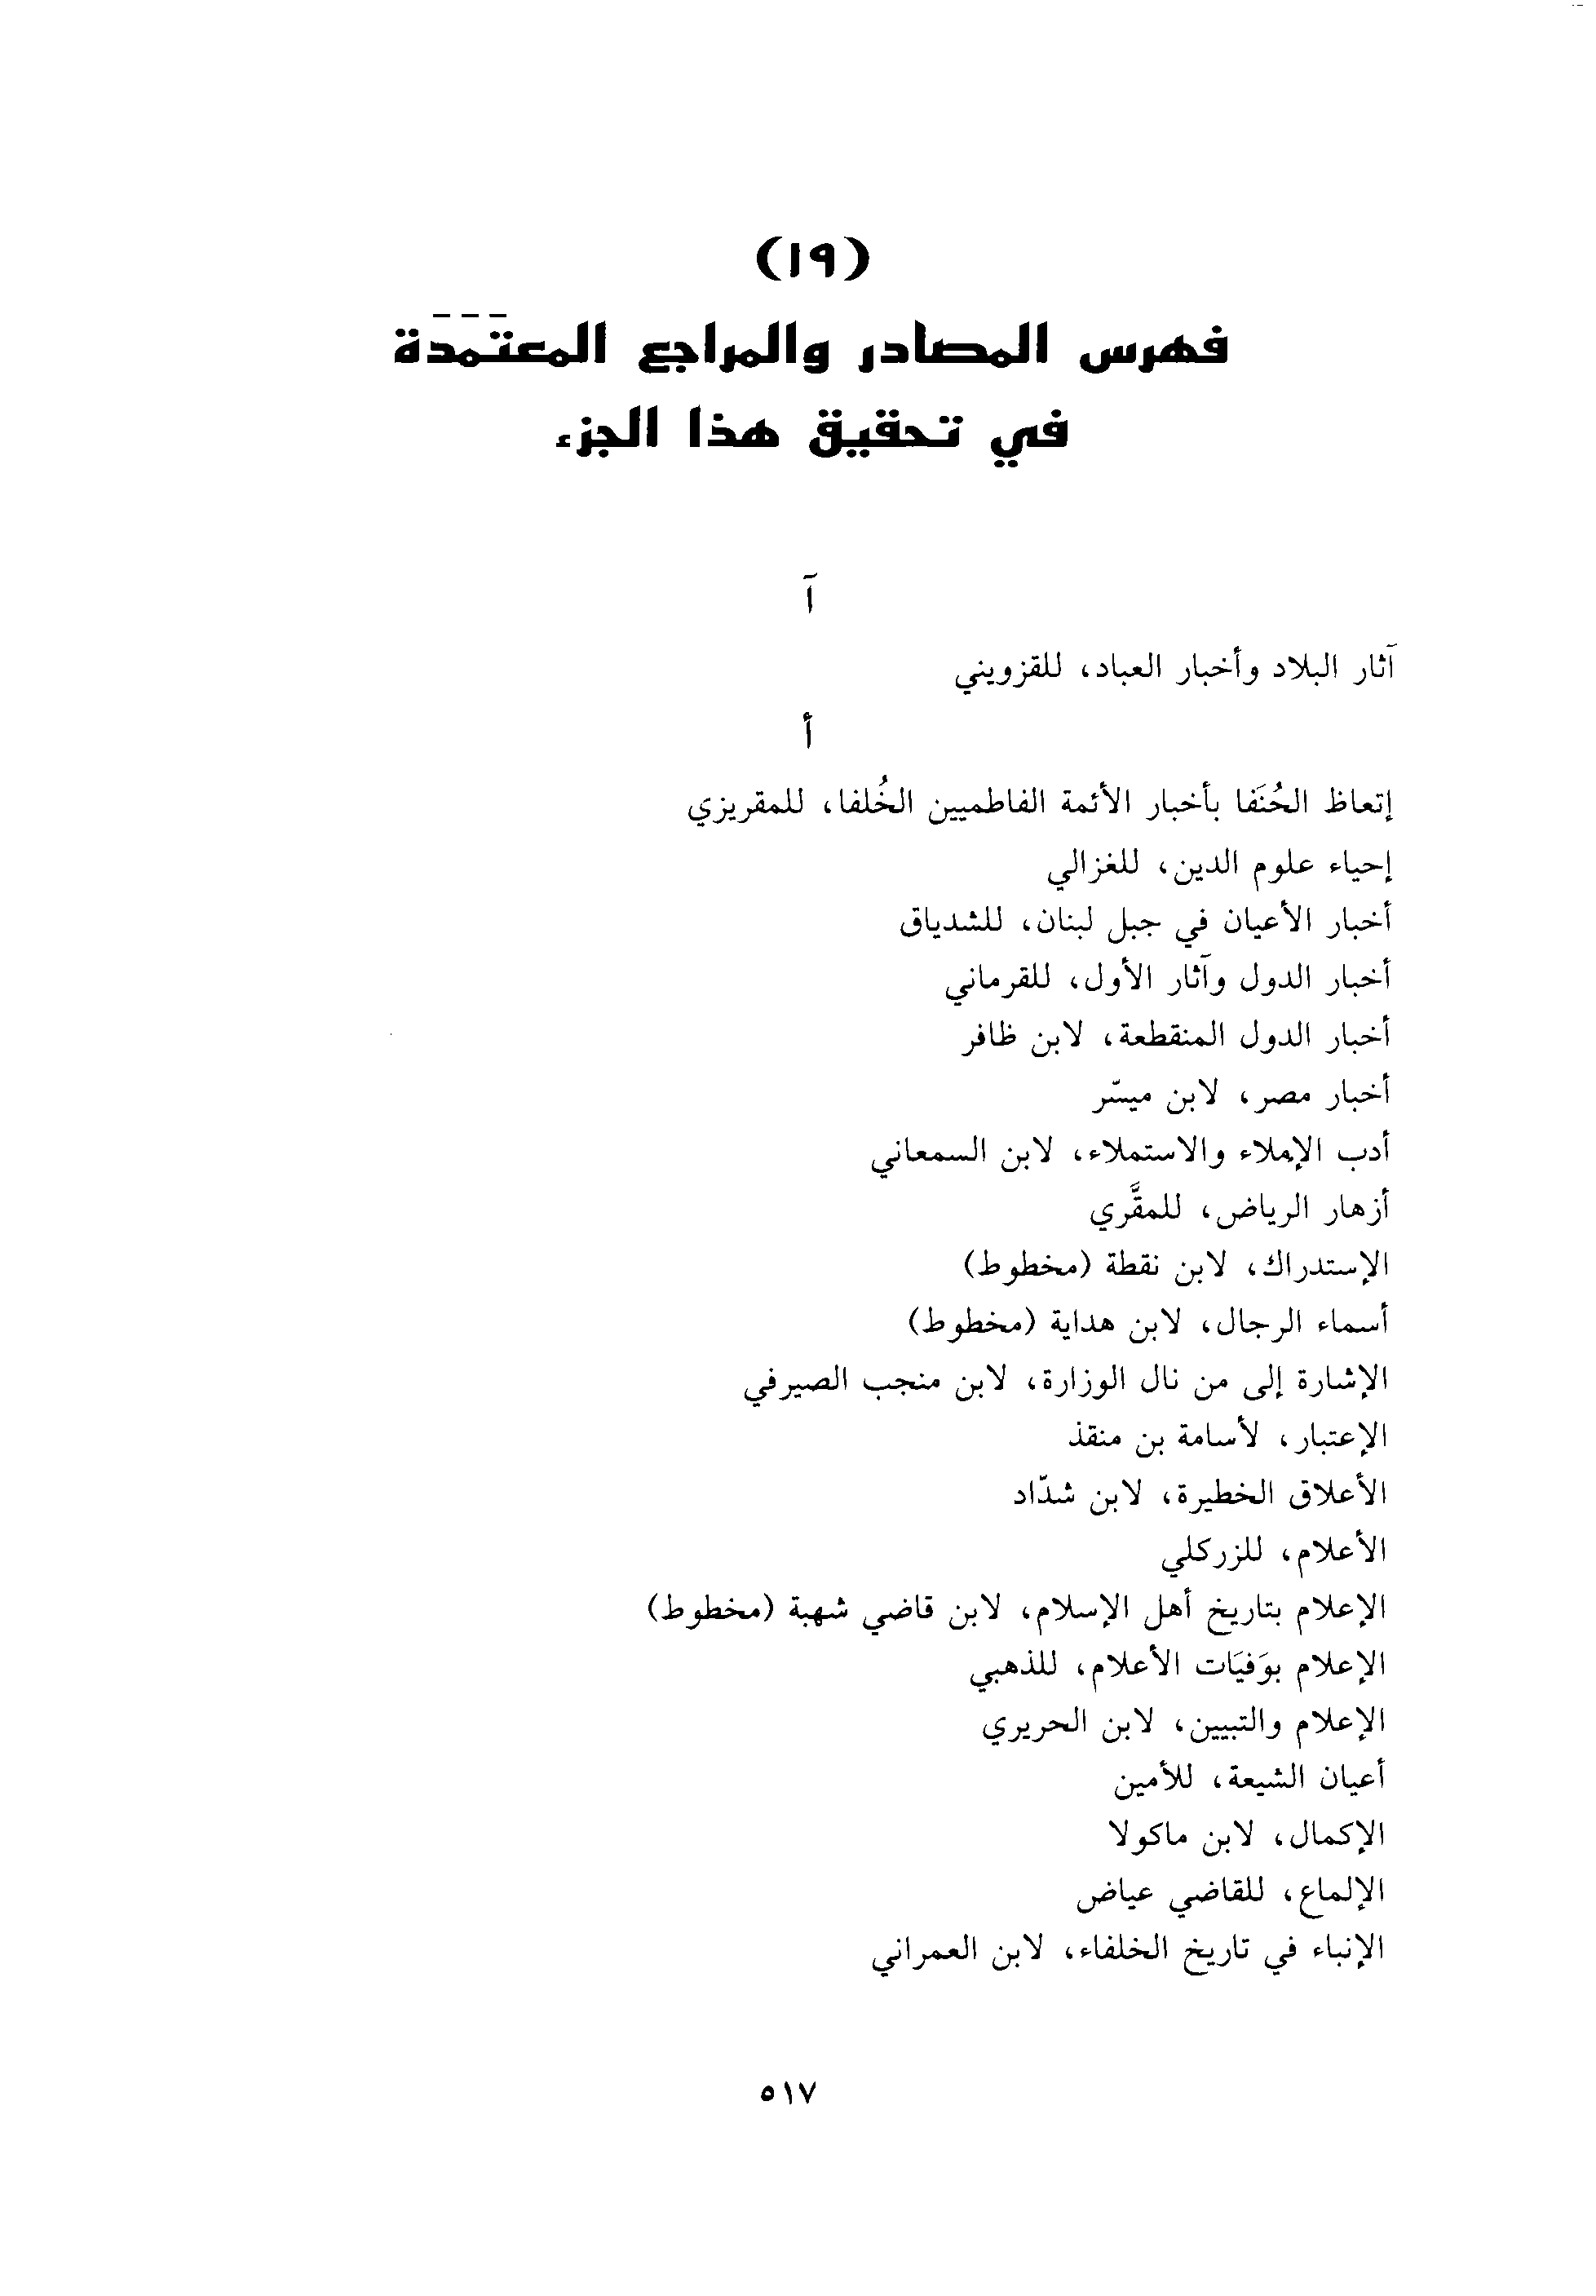 (١٩)
فهرس المصادر والمراجع المعتمدة
في تحقيق هذا الجزء
آ
آثار البلاد وأخبار العباد، للقزويني
أ
إتعاظ الحُنَفا بأخبار الأئمة الفاطميين الخُلفا، للمقريزي
إحياء علوم الدين، للغزالي
أخبار الأعيان في جبل لبنان، للشدياق
أخبار الدول وآثار الأول، للقرماني
أخبار الدول المنقطعة، لابن ظافر
أخبار مصر، لابن ميسّر
أدب الإملاء والاستملاء، لابن السمعاني
أزهار الرياض، للمقَّري
الإستدراك، لابن نقطة (مخطوط)
أسماء الرجال، لابن هداية (مخطوط)
الإشارة إلى من نال الوزارة، لابن منجب الصيرفي
الإعتبار، لأسامة بن منقذ
الأعلاق الخطيرة، لابن شدّاد
الأعلام، للزركلي
الإعلام بتاريخ أهل الإسلام، لابن قاضي شهبة (مخطوط)
الإعلام بوَفيَات الأعلام، للذهبي
الإعلام والتبيين، لابن الحريري
أعيان الشيعة، للأمين
الإكمال، لابن ماكولا
الإلماع، للقاضي عياض
الإنباء في تاريخ الخلفاء، لابن العمراني
٥١٧